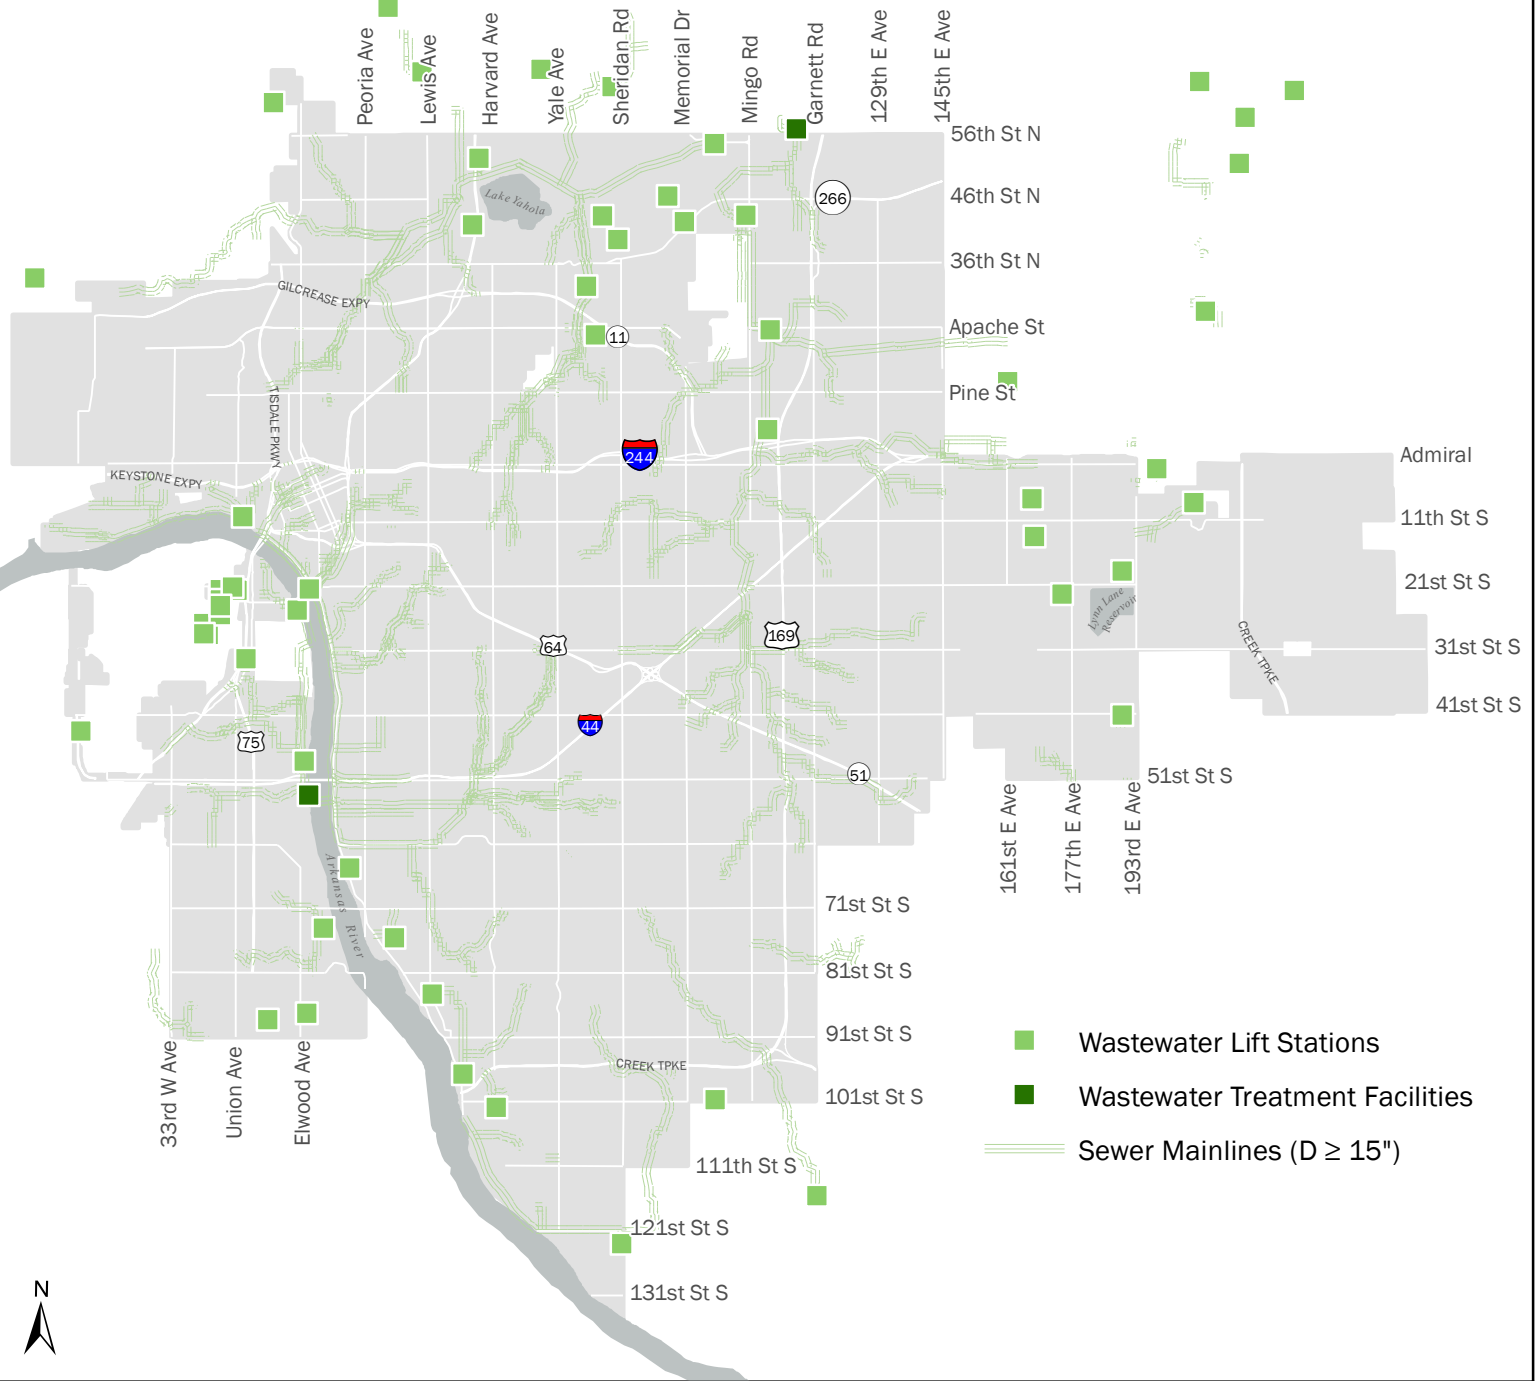 Peoria Ave
Lewis Ave
Harvard Ave
Yale Ave
Sheridan Rd
Memorial Dr
Mingo Rd
Garnett Rd
129th E Ave
145th E Ave
56th St N
46th St N
266
Lake Yahola
36th St N
GILCREASE EXPY
Apache St
11
Pine St
TISDALE PKWY
244
Admiral
KEYSTONE EXPY
11th St S
21st St S
Lynn Lane
Reservoir
169
64
31st St S
CREEK TPKE
41st St S
44
75
51
51st St S
161st E Ave
177th E Ave
193rd E Ave
Arkansas River
71st St S
81st St S
91st St S
CREEK TPKE
101st St S
33rd W Ave
Union Ave
Elwood Ave
111th St S
121st St S
131st St S
Wastewater Lift Stations
Wastewater Treatment Facilities
Sewer Mainlines (D ≥ 15")
N